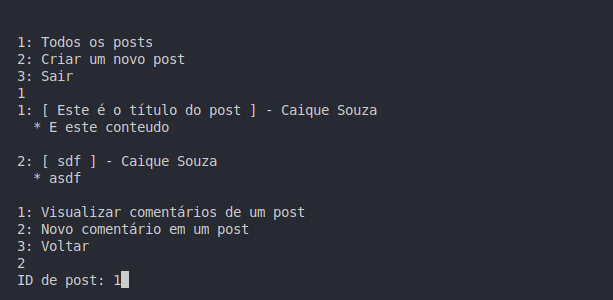 1: Todos os posts
2: Criar um novo post
3: Sair
1
1: [ Este é o título do post ] - Caique Souza
  * E este conteudo
2: [ sdf ] - Caique Souza
  * asdf
1: Visualizar comentários de um post
2: Novo comentário em um post
3: Voltar
2
ID de post: 1